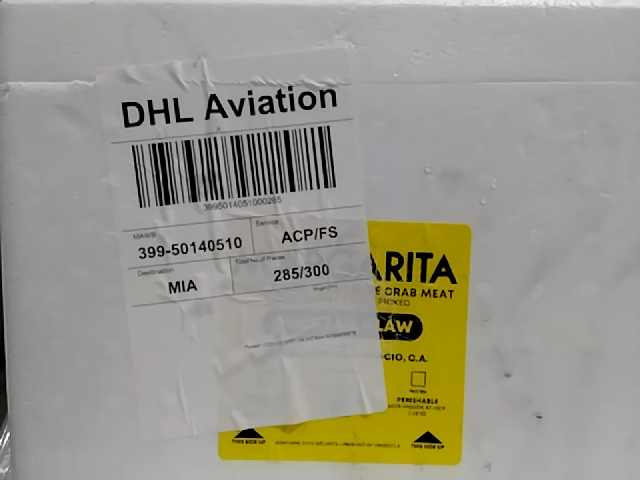 DHL Aviation
3995014051000285
MAWB
399-50140510
Service
ACP/FS
Destination
MIA
Total No of Pieces
285/300
ARITA
E CRAB MEAT
PICKED
LAW
CIO, C.A.
PERISHABLE
THIS SIDE UP
THIS SIDE UP